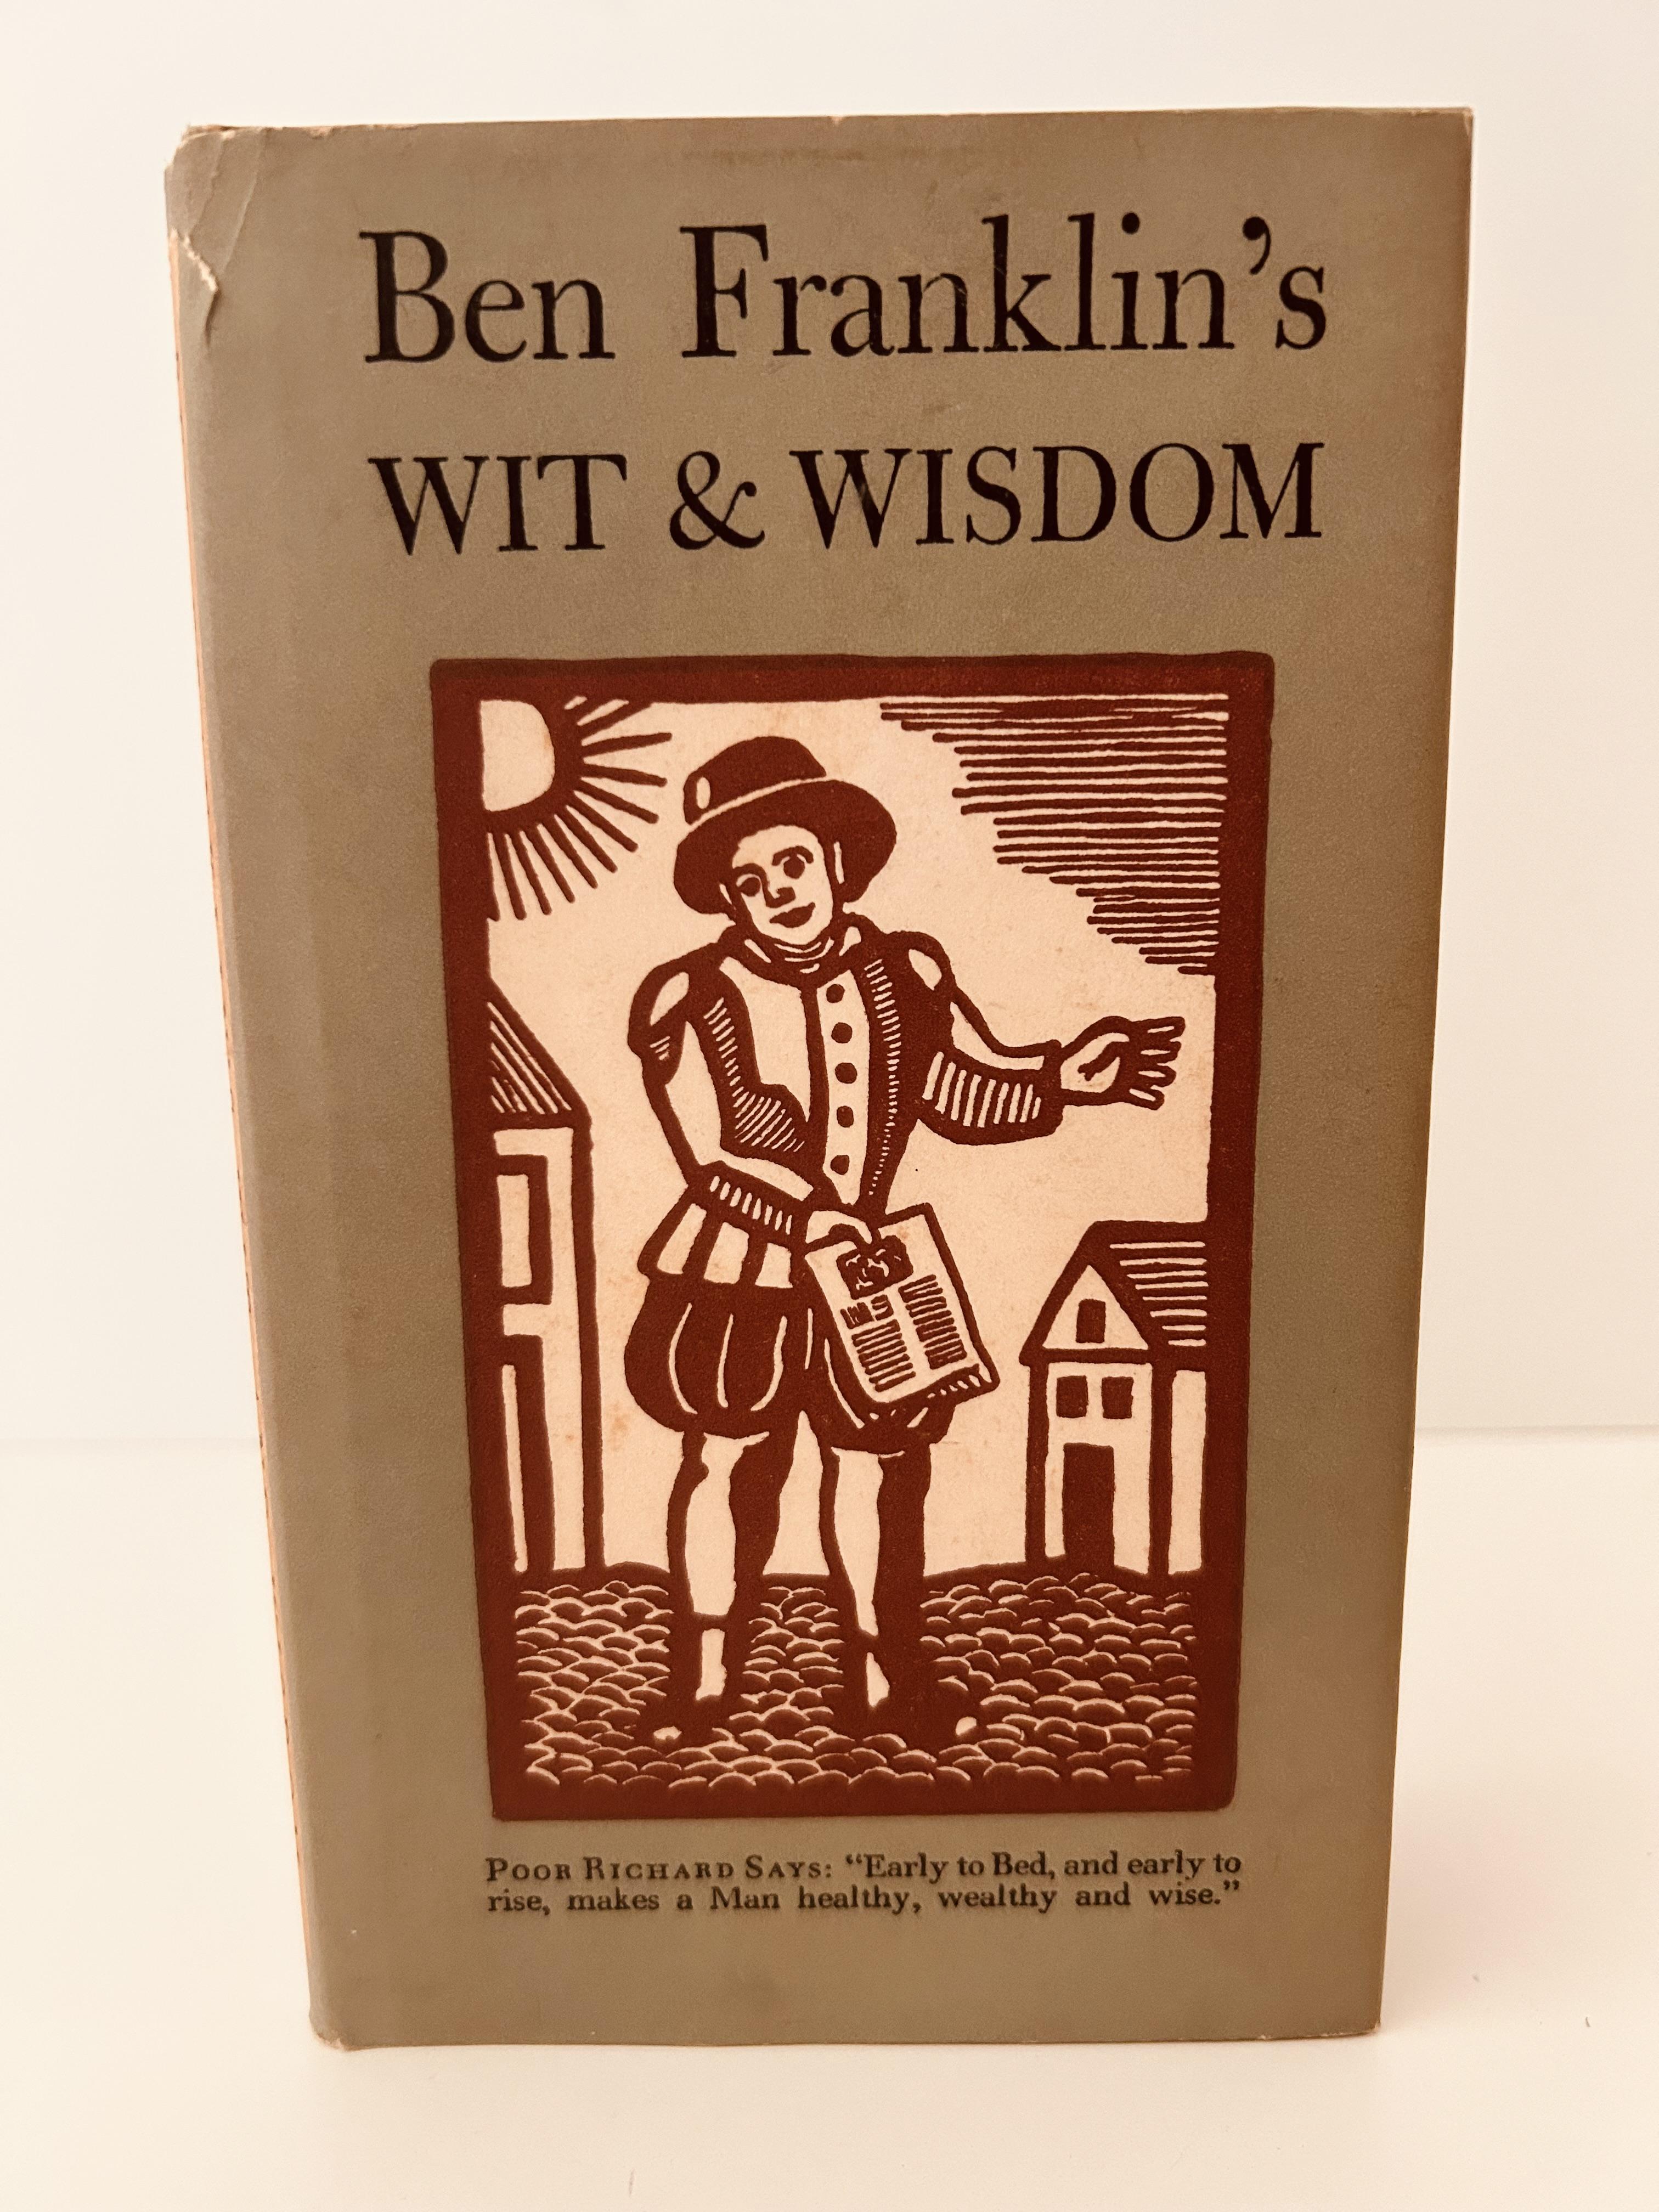 Ben Franklin's
WIT & WISDOM
POOR RICHARD SAYS: “Early to Bed, and early to
rise, makes a Man healthy, wealthy and wise.”